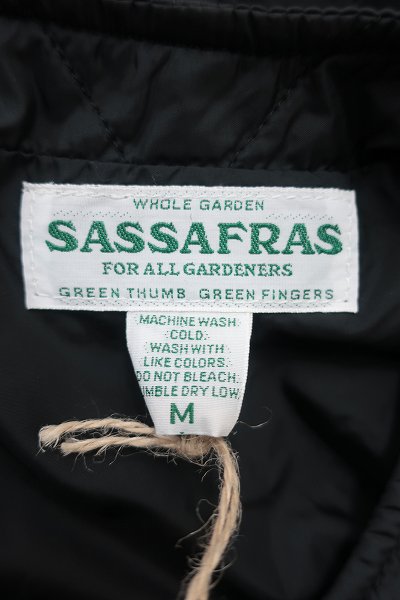 WHOLE GARDEN
SASSAFRAS
FOR ALL GARDENERS
GREEN THUMB GREEN FINGERS
MACHINE WASH
COLD.
WASH WITH
LIKE COLORS.
DO NOT BLEACH.
TUMBLE DRY LOW
M